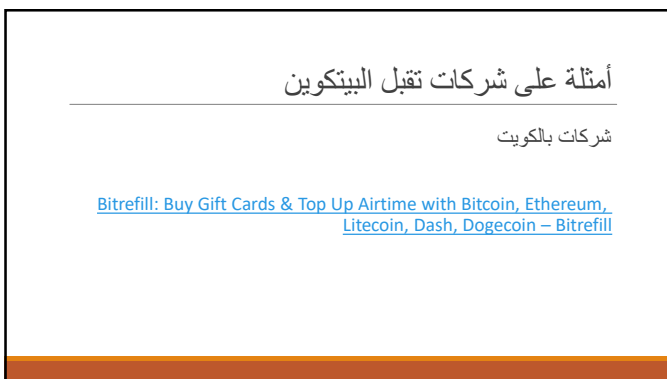 أمثلة على شركات تقبل البيتكوين
شركات بالكويت
Bitrefill: Buy Gift Cards & Top Up Airtime with Bitcoin, Ethereum,
Litecoin, Dash, Dogecoin – Bitrefill